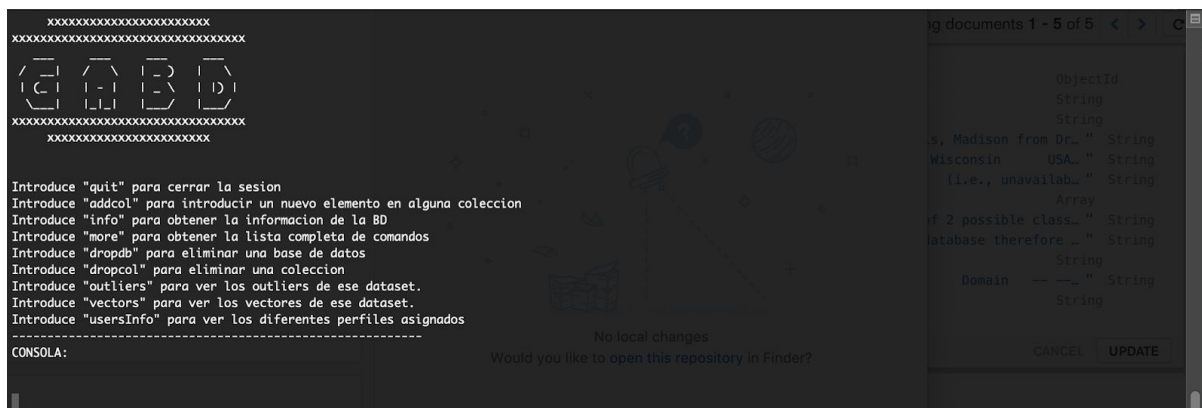 xxxxxxxxxxxxxxxxxxxxxxx
xxxxxxxxxxxxxxxxxxxxxxxxxxxxxxxxx
GABD
xxxxxxxxxxxxxxxxxxxxxxxxxxxxxxxxx
xxxxxxxxxxxxxxxxxxxxxxx
Introduce "quit" para cerrar la sesion
Introduce "addcol" para introducir un nuevo elemento en alguna coleccion
Introduce "info" para obtener la informacion de la BD
Introduce "more" para obtener la lista completa de comandos
Introduce "dropdb" para eliminar una base de datos
Introduce "dropcol" para eliminar una coleccion
Introduce "outliers" para ver los outliers de ese dataset.
Introduce "vectors" para ver los vectores de ese dataset.
Introduce "usersInfo" para ver los diferentes perfiles asignados
----------------------------------------------------------
CONSOLA:
No local changes
Would you like to open this repository in Finder?
documents 1 - 5 of 5 < >
ObjectId
String
String
s, Madison from Dr… " String
Wisconsin USA… " String
(i.e., unavailab… " String
Array
of 2 possible class… " String
database therefore … " String
String
Domain -- --… " String
String
CANCEL UPDATE